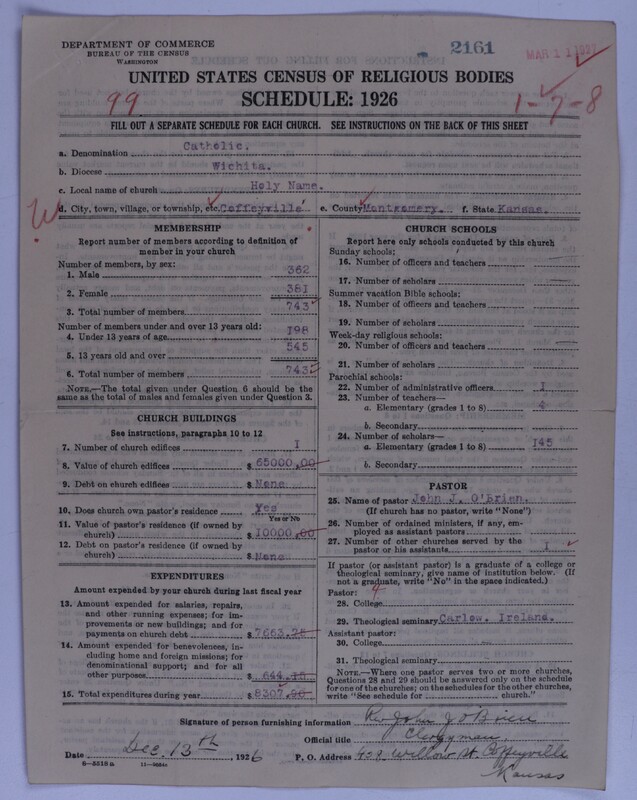 DEPARTMENT OF COMMERCE
BUREAU OF THE CENSUS
WASHINGTON
2161
MAR 11 1927
UNITED STATES CENSUS OF RELIGIOUS BODIES
99
SCHEDULE: 1926
1-7-8
FILL OUT A SEPARATE SCHEDULE FOR EACH CHURCH. SEE INSTRUCTIONS ON THE BACK OF THIS SHEET
a. Denomination Catholic.
b. Diocese Wichita.
c. Local name of church Holy Name.
d. City, town, village, or township, etc. Coffeyville e. County Montgomery. f. State Kansas.
MEMBERSHIP
Report number of members according to definition of
member in your church
Number of members, by sex:
1. Male 362
2. Female 381
3. Total number of members 743
Number of members under and over 13 years old:
4. Under 13 years of age 198
5. 13 years old and over 545
6. Total number of members 743
NOTE.—The total given under Question 6 should be the
same as the total of males and females given under Question 3.
CHURCH BUILDINGS
See instructions, paragraphs 10 to 12
7. Number of church edifices 1
8. Value of church edifices $ 65000.00
9. Debt on church edifices $ None
10. Does church own pastor's residence? Yes
Yes or No
11. Value of pastor's residence (if owned by
church) $ 10000.00
12. Debt on pastor's residence (if owned by
church) $ None
EXPENDITURES
Amount expended by your church during last fiscal year
13. Amount expended for salaries, repairs,
and other running expenses; for im-
provements or new buildings; and for
payments on church debt $ 7663.78
14. Amount expended for benevolences,
including home and foreign missions; for
denominational support; and for all
other purposes $ 644.18
15. Total expenditures during year $ 8307.96
CHURCH SCHOOLS
Report here only schools conducted by this church
Sunday schools:
16. Number of officers and teachers
17. Number of scholars
Summer vacation Bible schools:
18. Number of officers and teachers
19. Number of scholars
Week-day religious schools:
20. Number of officers and teachers
21. Number of scholars
Parochial schools:
22. Number of administrative officers 1
23. Number of teachers—
a. Elementary (grades 1 to 8) 4
b. Secondary
24. Number of scholars—
a. Elementary (grades 1 to 8) 145
b. Secondary
PASTOR
25. Name of pastor John J. O'Brien.
(If church has no pastor, write "None")
26. Number of ordained ministers, if any, em-
ployed as assistant pastors
27. Number of other churches served by the
pastor or his assistants 1
If pastor (or assistant pastor) is a graduate of a college or
theological seminary, give name of institution below. (If
not a graduate, write "No" in the space indicated.)
Pastor: 4
28. College
29. Theological seminary Carlow. Ireland.
Assistant pastor:
30. College
31. Theological seminary
NOTE.—Where one pastor serves two or more churches,
Questions 28 and 29 should be answered only on the schedule
for one of the churches; on the schedules for the other churches,
write "See schedule for church."
Signature of person furnishing information Rev John J O'Brien
Official title Clergyman
Date Dec. 13th, 1926 P. O. Address 408 Willow St. Coffeyville
Kansas